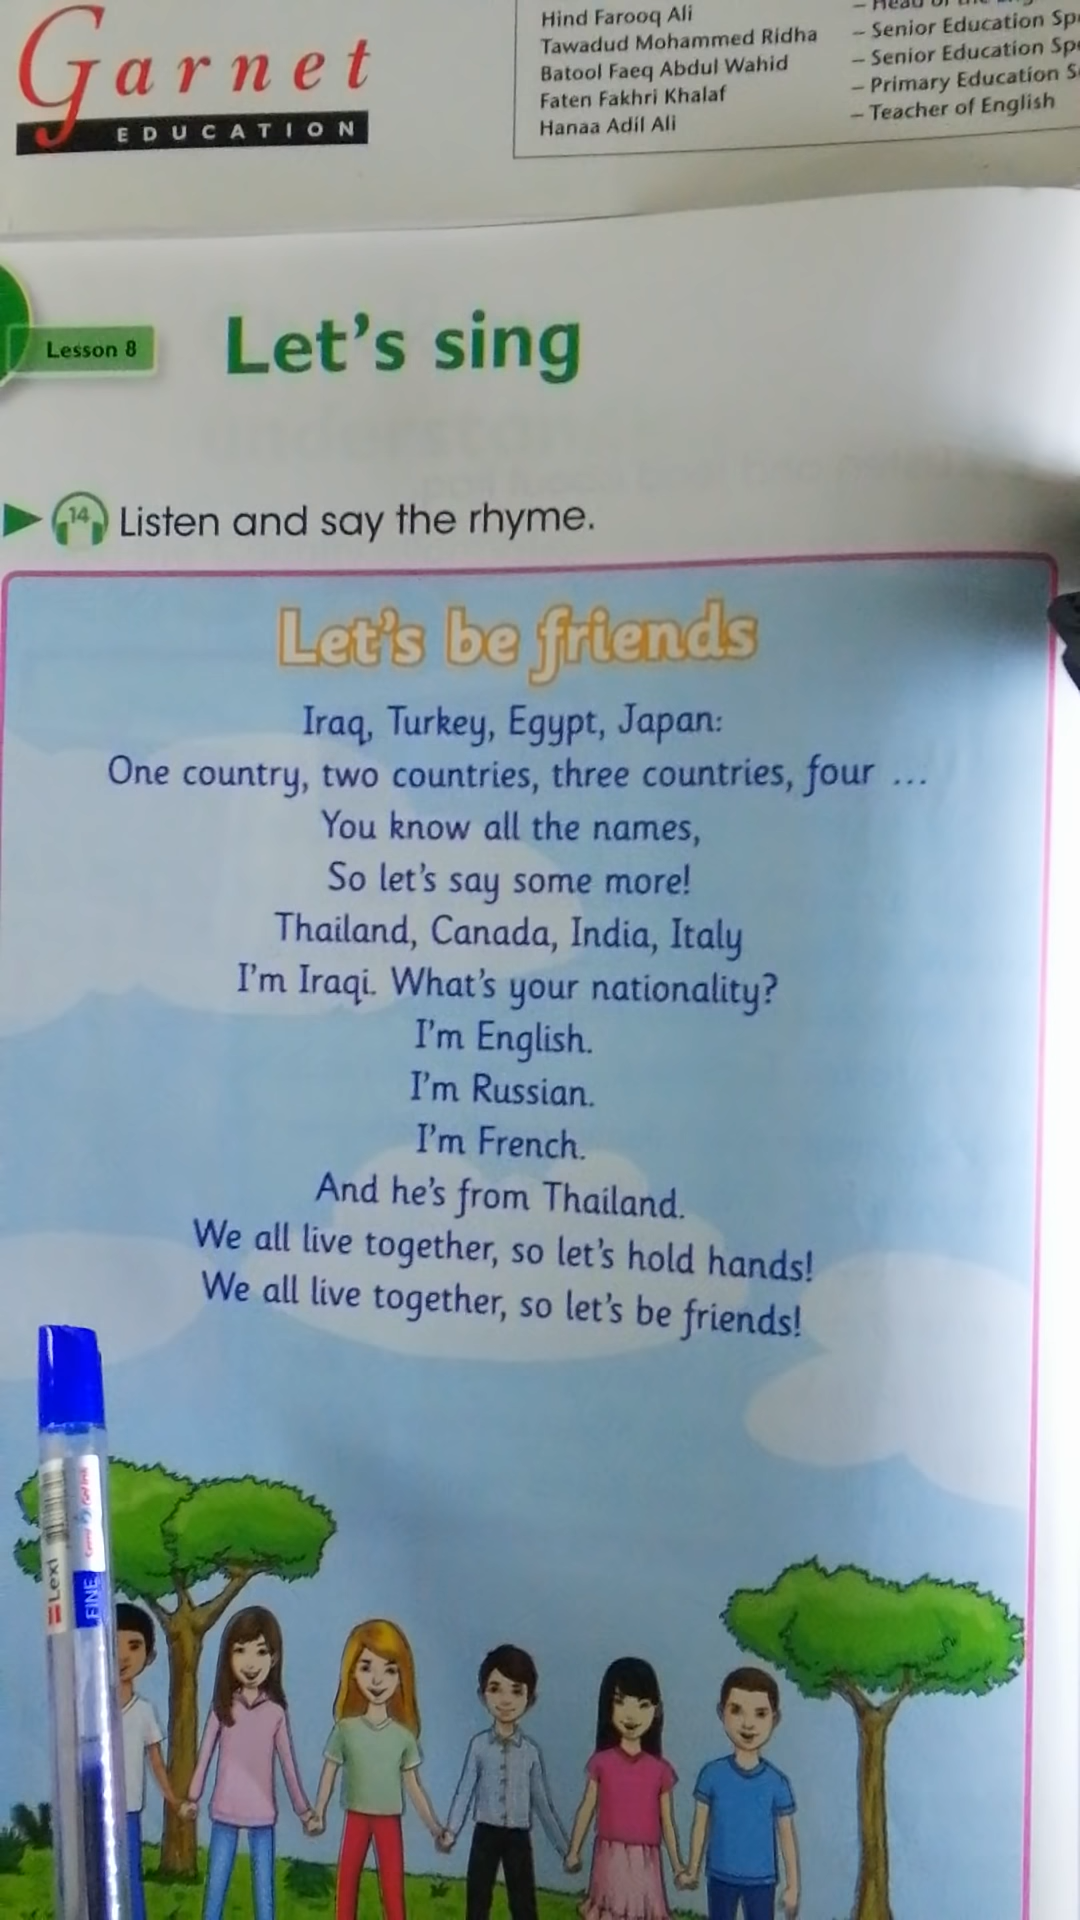 Garnet
EDUCATION
Hind Farooq Ali
Tawadud Mohammed Ridha – Senior Education
Batool Faeq Abdul Wahid – Senior Education
Faten Fakhri Khalaf – Primary Education
Hanaa Adil Ali – Teacher of English
Lesson 8
Let's sing
14 Listen and say the rhyme.
Let's be friends
Iraq, Turkey, Egypt, Japan:
One country, two countries, three countries, four ...
You know all the names,
So let's say some more!
Thailand, Canada, India, Italy
I'm Iraqi. What's your nationality?
I'm English.
I'm Russian.
I'm French.
And he's from Thailand.
We all live together, so let's hold hands!
We all live together, so let's be friends!
Lexi
FINE